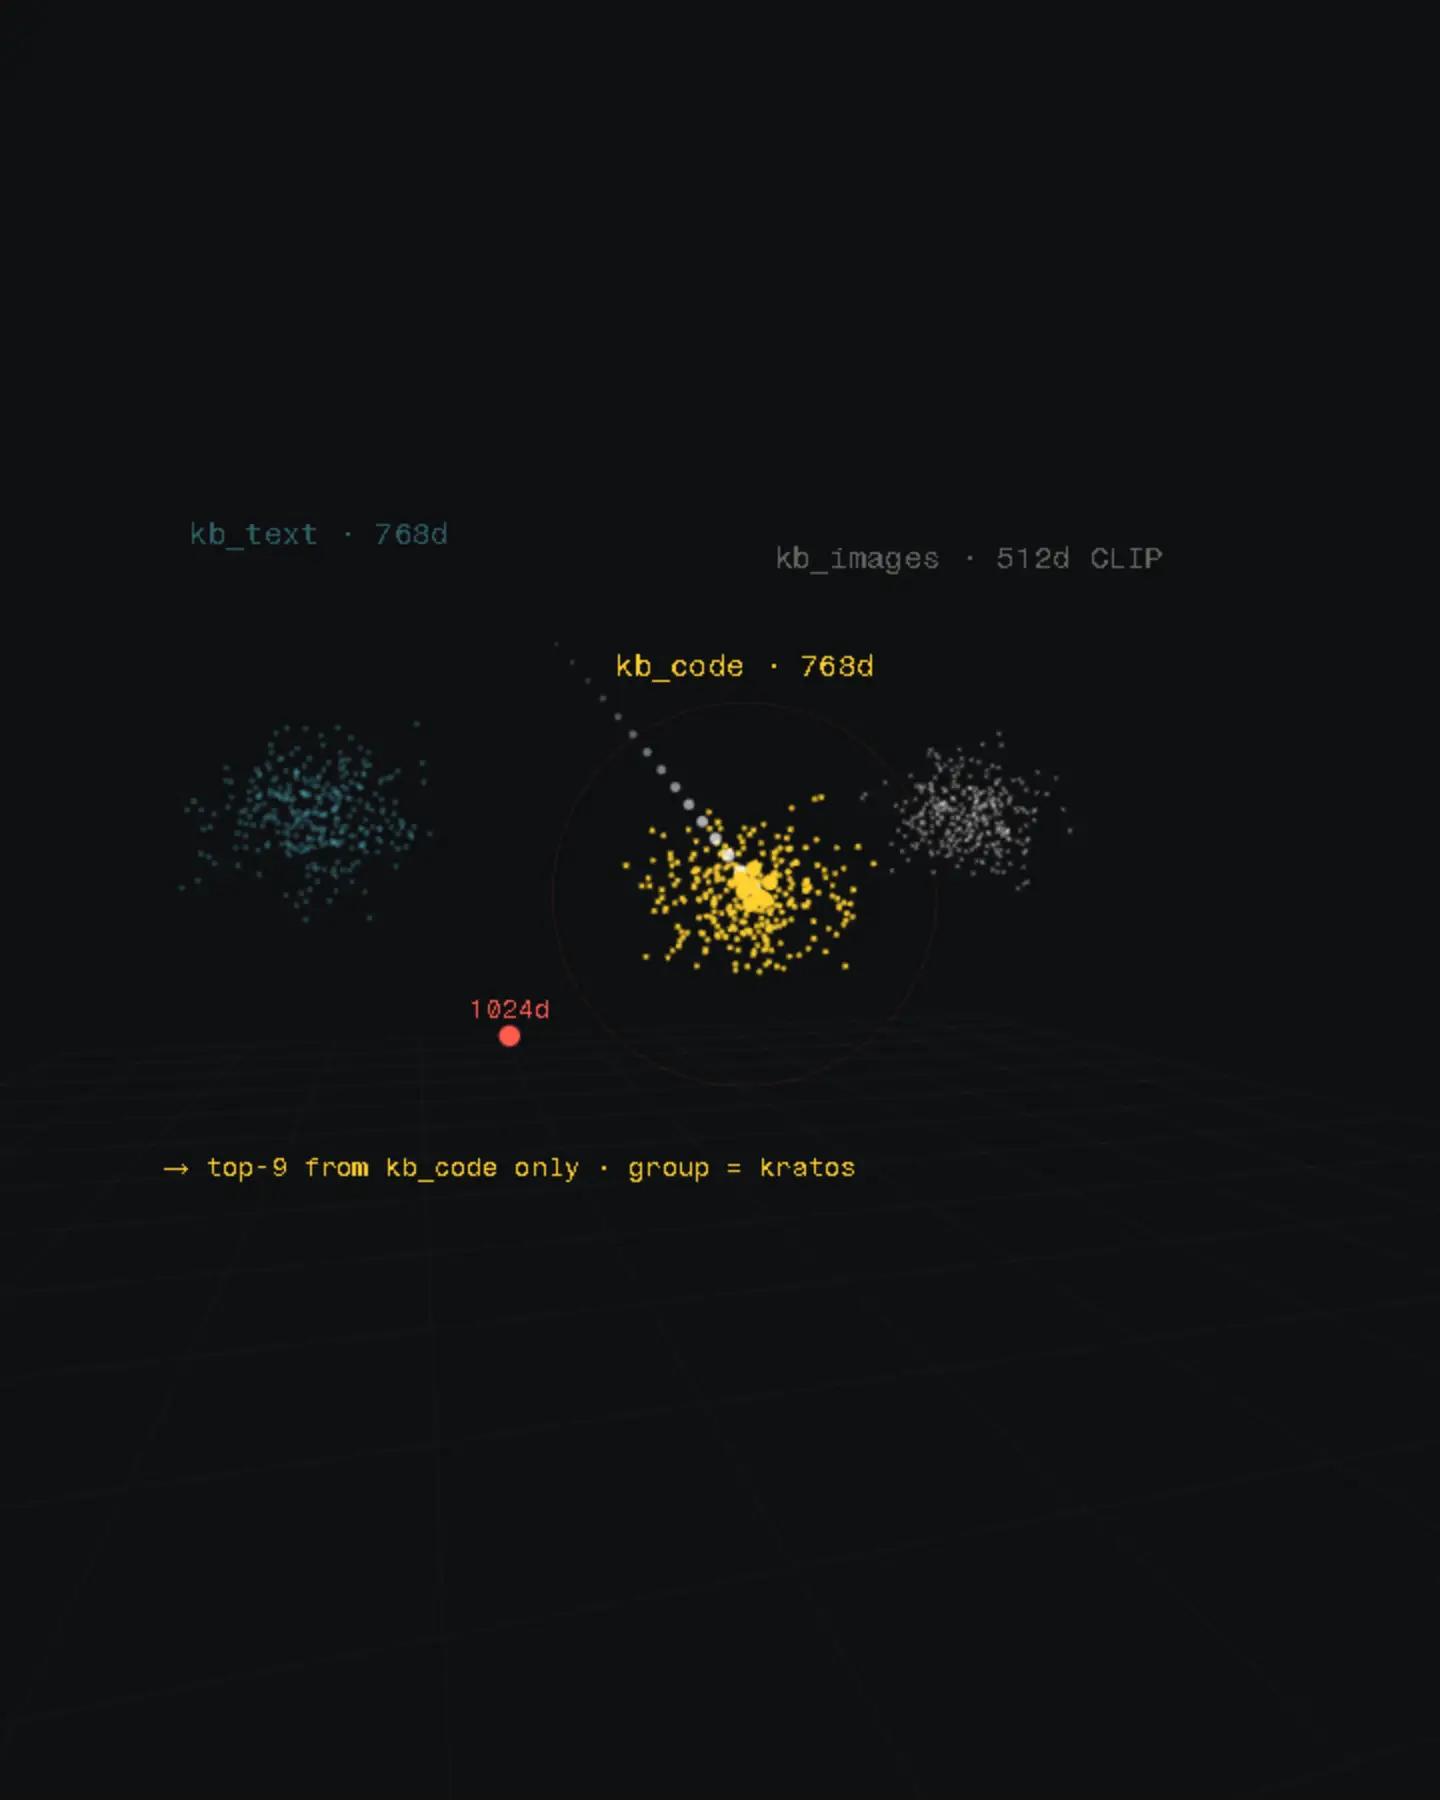 kb_text · 768d
kb_images · 512d CLIP
kb_code · 768d
1024d
→ top-9 from kb_code only · group = kratos